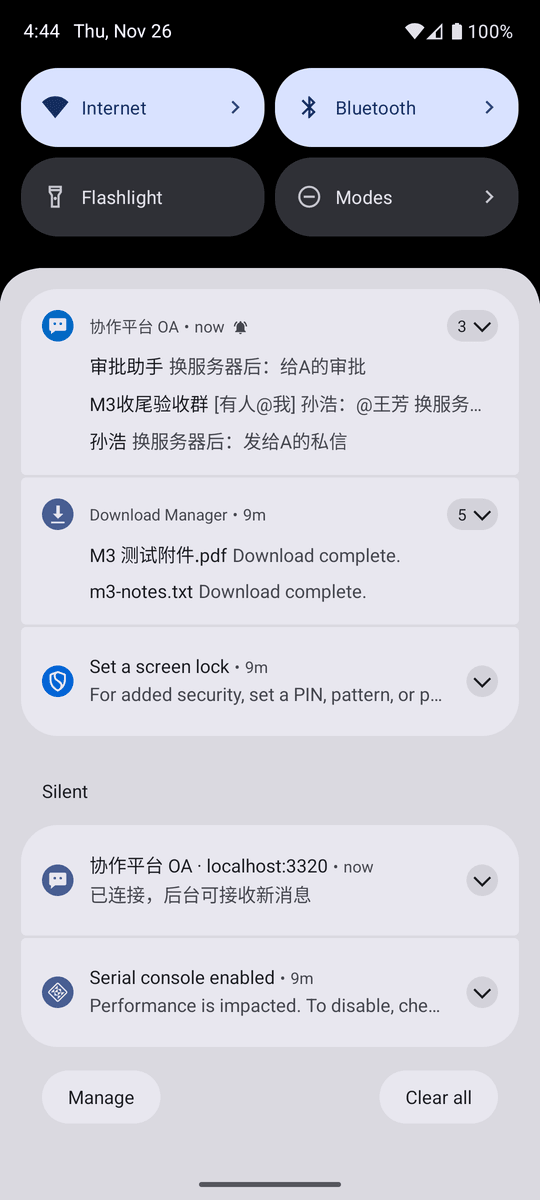 4:44 Thu, Nov 26 100%
Internet
Bluetooth
Flashlight
Modes
协作平台 OA • now
3
审批助手 换服务器后：给A的审批
M3收尾验收群 [有人@我] 孙浩：@王芳 换服务...
孙浩 换服务器后：发给A的私信
Download Manager • 9m
5
M3 测试附件.pdf Download complete.
m3-notes.txt Download complete.
Set a screen lock • 9m
For added security, set a PIN, pattern, or p...
Silent
协作平台 OA · localhost:3320 • now
已连接，后台可接收新消息
Serial console enabled • 9m
Performance is impacted. To disable, che...
Manage
Clear all